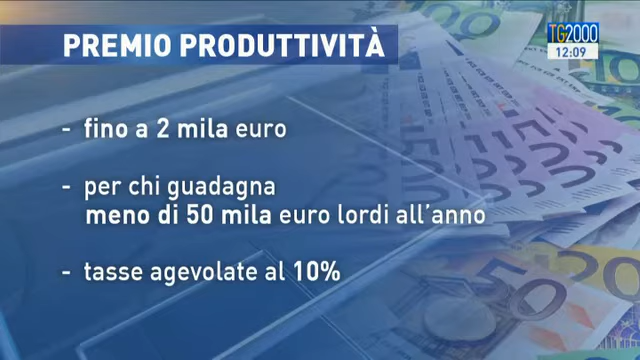 PREMIO PRODUTTIVITÀ
TG2000
12:09
- fino a 2 mila euro
- per chi guadagna
meno di 50 mila euro lordi all'anno
- tasse agevolate al 10%
50